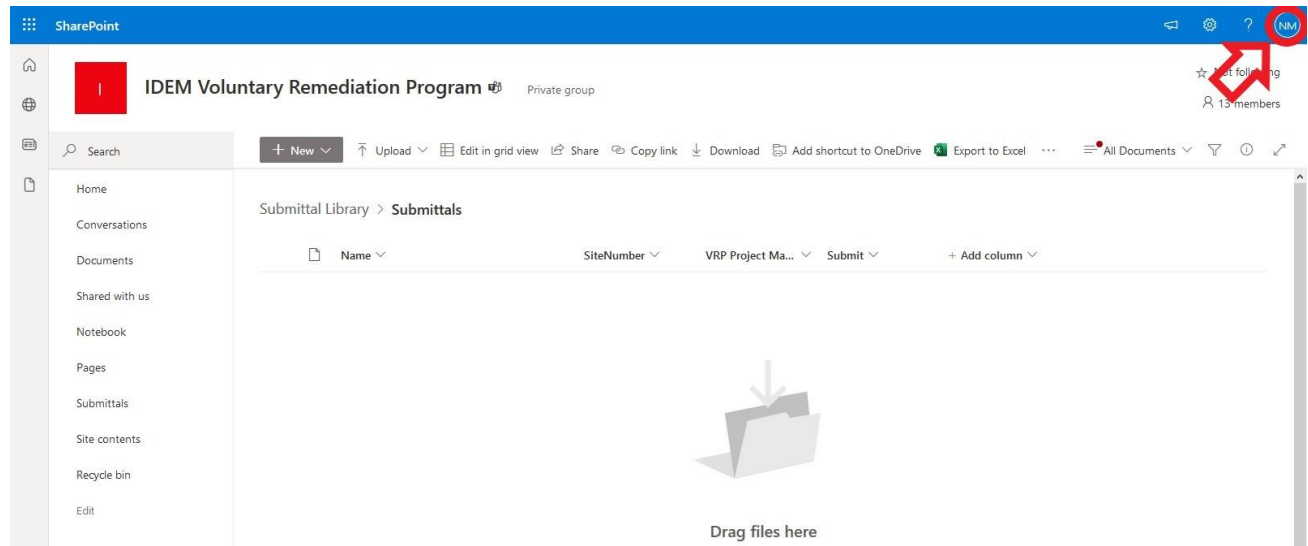 SharePoint
?
NM
I
IDEM Voluntary Remediation Program
Private group
Not following
13 members
Search
+ New
Upload
Edit in grid view
Share
Copy link
Download
Add shortcut to OneDrive
Export to Excel
...
All Documents
Home
Conversations
Documents
Shared with us
Notebook
Pages
Submittals
Site contents
Recycle bin
Edit
Submittal Library > Submittals
Name
SiteNumber
VRP Project Ma...
Submit
+ Add column
Drag files here